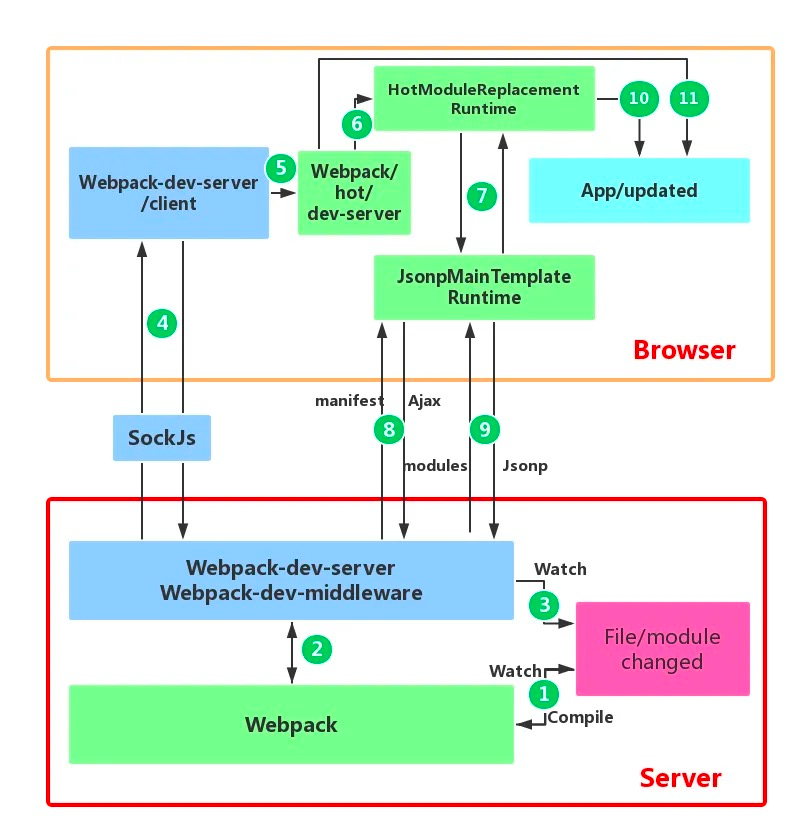 HotModuleReplacement
Runtime
10
11
6
5
Webpack-dev-server
/client
Webpack/
hot/
dev-server
7
App/updated
JsonpMainTemplate
Runtime
4
Browser
manifest
Ajax
SockJs
8
9
modules
Jsonp
Webpack-dev-server
Webpack-dev-middleware
Watch
3
File/module
changed
2
Watch
1
Compile
Webpack
Server